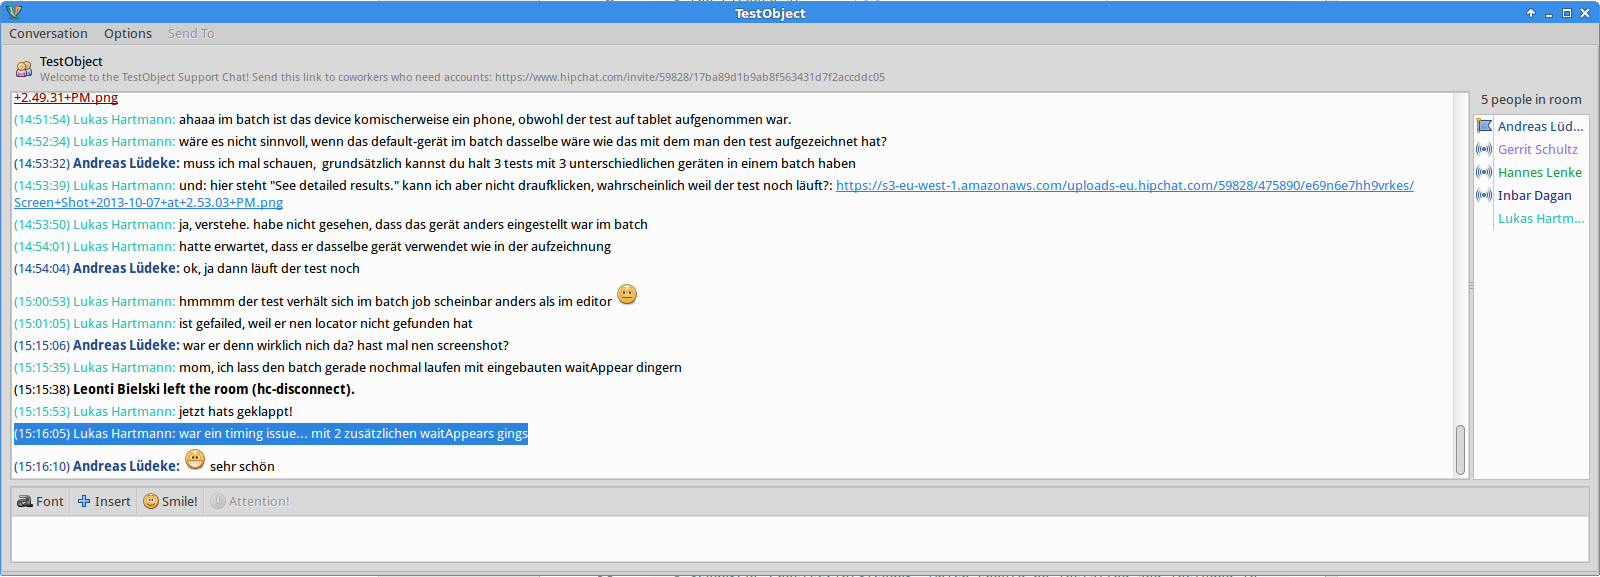 TestObject
Conversation Options Send To
TestObject
Welcome to the TestObject Support Chat! Send this link to coworkers who need accounts: https://www.hipchat.com/invite/59828/17ba89d1b9ab8f563431d7f2accddc05
+2.49.31+PM.png
(14:51:54) Lukas Hartmann: ahaaa im batch ist das device komischerweise ein phone, obwohl der test auf tablet aufgenommen war.
(14:52:34) Lukas Hartmann: wäre es nicht sinnvoll, wenn das default-gerät im batch dasselbe wäre wie das mit dem man den test aufgezeichnet hat?
(14:53:32) Andreas Lüdeke: muss ich mal schauen, grundsätzlich kannst du halt 3 tests mit 3 unterschiedlichen geräten in einem batch haben
(14:53:39) Lukas Hartmann: und: hier steht "See detailed results." kann ich aber nicht draufklicken, wahrscheinlich weil der test noch läuft?: https://s3-eu-west-1.amazonaws.com/uploads-eu.hipchat.com/59828/475890/e69n6e7hh9vrkes/
Screen+Shot+2013-10-07+at+2.53.03+PM.png
(14:53:50) Lukas Hartmann: ja, verstehe. habe nicht gesehen, dass das gerät anders eingestellt war im batch
(14:54:01) Lukas Hartmann: hatte erwartet, dass er dasselbe gerät verwendet wie in der aufzeichnung
(14:54:04) Andreas Lüdeke: ok, ja dann läuft der test noch
(15:00:53) Lukas Hartmann: hmmmm der test verhält sich im batch job scheinbar anders als im editor
(15:01:05) Lukas Hartmann: ist gefailed, weil er nen locator nicht gefunden hat
(15:15:06) Andreas Lüdeke: war er denn wirklich nich da? hast mal nen screenshot?
(15:15:35) Lukas Hartmann: mom, ich lass den batch gerade nochmal laufen mit eingebauten waitAppear dingern
(15:15:38) Leonti Bielski left the room (hc-disconnect).
(15:15:53) Lukas Hartmann: jetzt hats geklappt!
(15:16:05) Lukas Hartmann: war ein timing issue... mit 2 zusätzlichen waitAppears gings
(15:16:10) Andreas Lüdeke: sehr schön
5 people in room
Andreas Lüd...
Gerrit Schultz
Hannes Lenke
Inbar Dagan
Lukas Hartm...
Font Insert Smile! Attention!